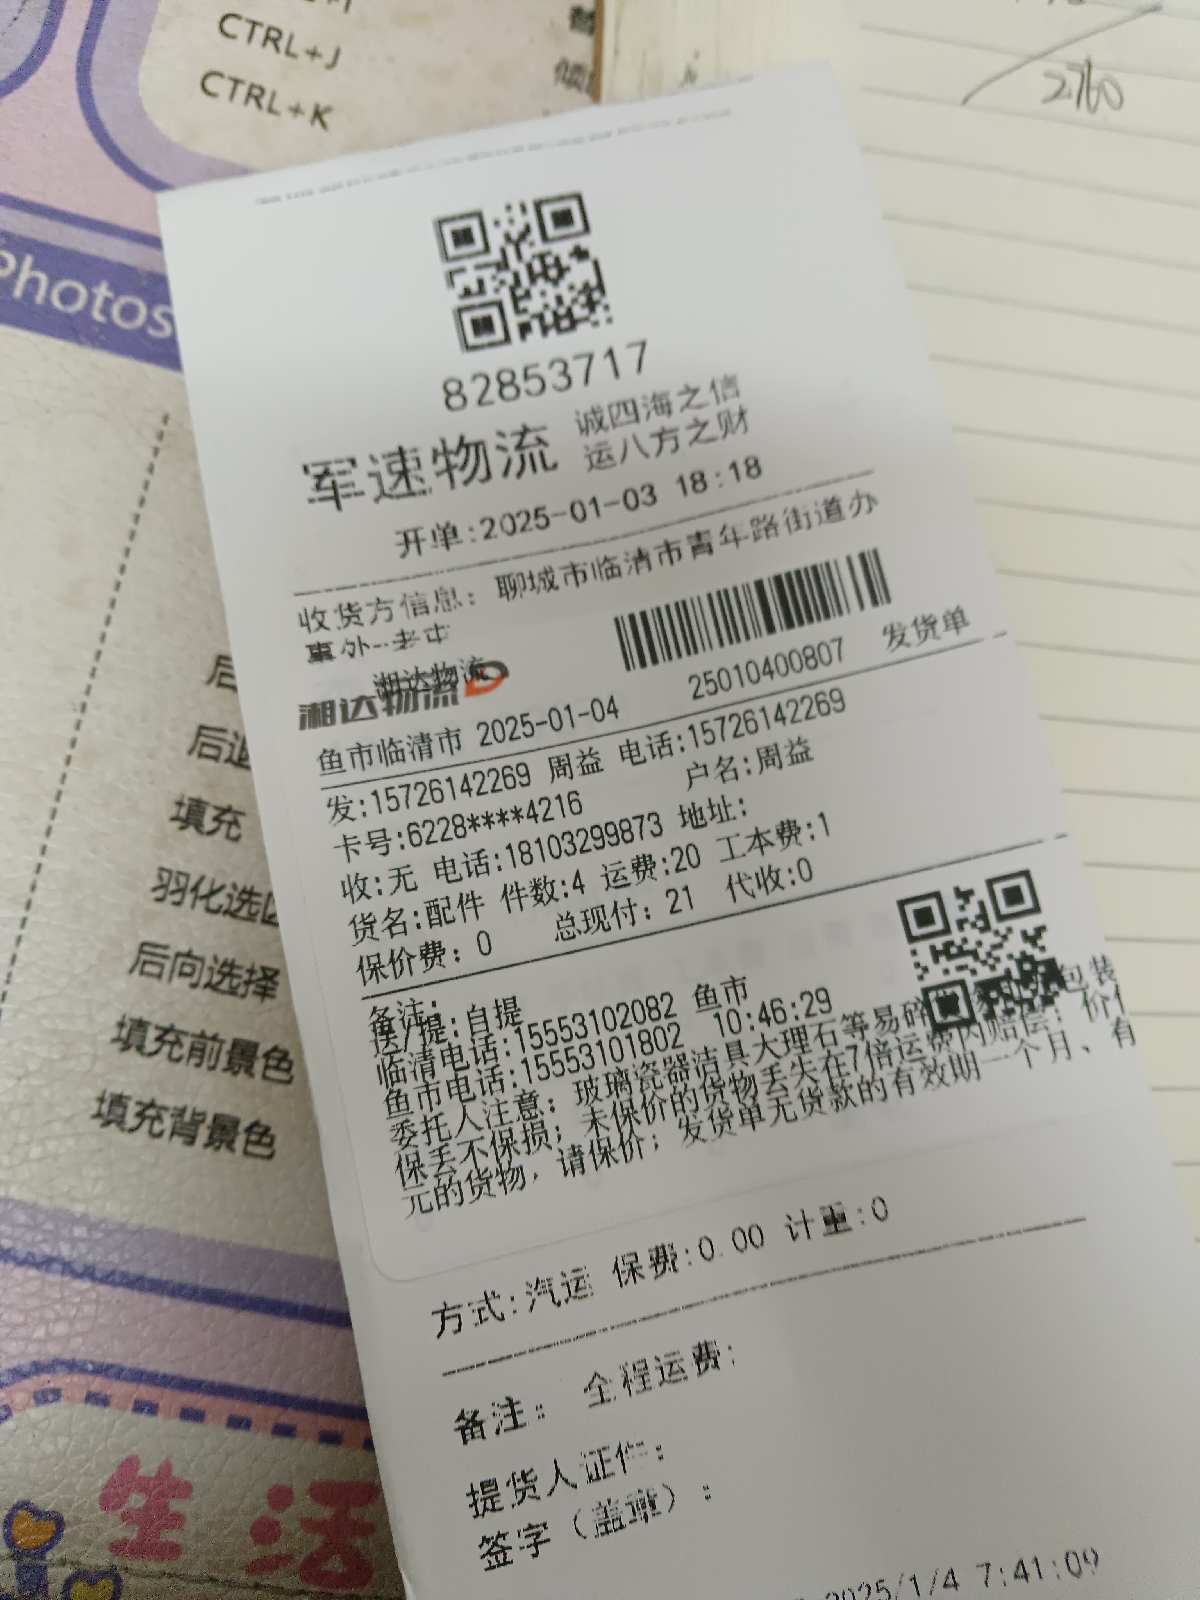 CTRL+J
CTRL+K
2760
Photos
82853717
军速物流
诚四海之信
运八方之财
开单:2025-01-03 18:18
收货方信息: 聊城市临清市青年路街道办
湘达物流
湘达物流
25010400807 发货单
鱼市临清市 2025-01-04
发:15726142269 周益 电话:15726142269
卡号:6228****4216 户名:周益
收:无 电话:18103299873 地址:
货名:配件 件数:4 运费:20 工本费:1
保价费: 0 总现付: 21 代收:0
备注:
送/提:自提
临清电话:15553102082 鱼市
鱼市电话:15553101802 10:46:29
委托人注意: 玻璃瓷器洁具大理石等易碎 包装
保丢不保损; 未保价的货物丢失在7倍运费内赔偿; 价值
元的货物, 请保价; 发货单无货款的有效期一个月、有
方式:汽运 保费:0.00 计重:0
备注: 全程运费:
提货人证件:
签字(盖章):
2025/1/4 7:41:09
填充
羽化选区
后向选择
填充前景色
填充背景色
生活